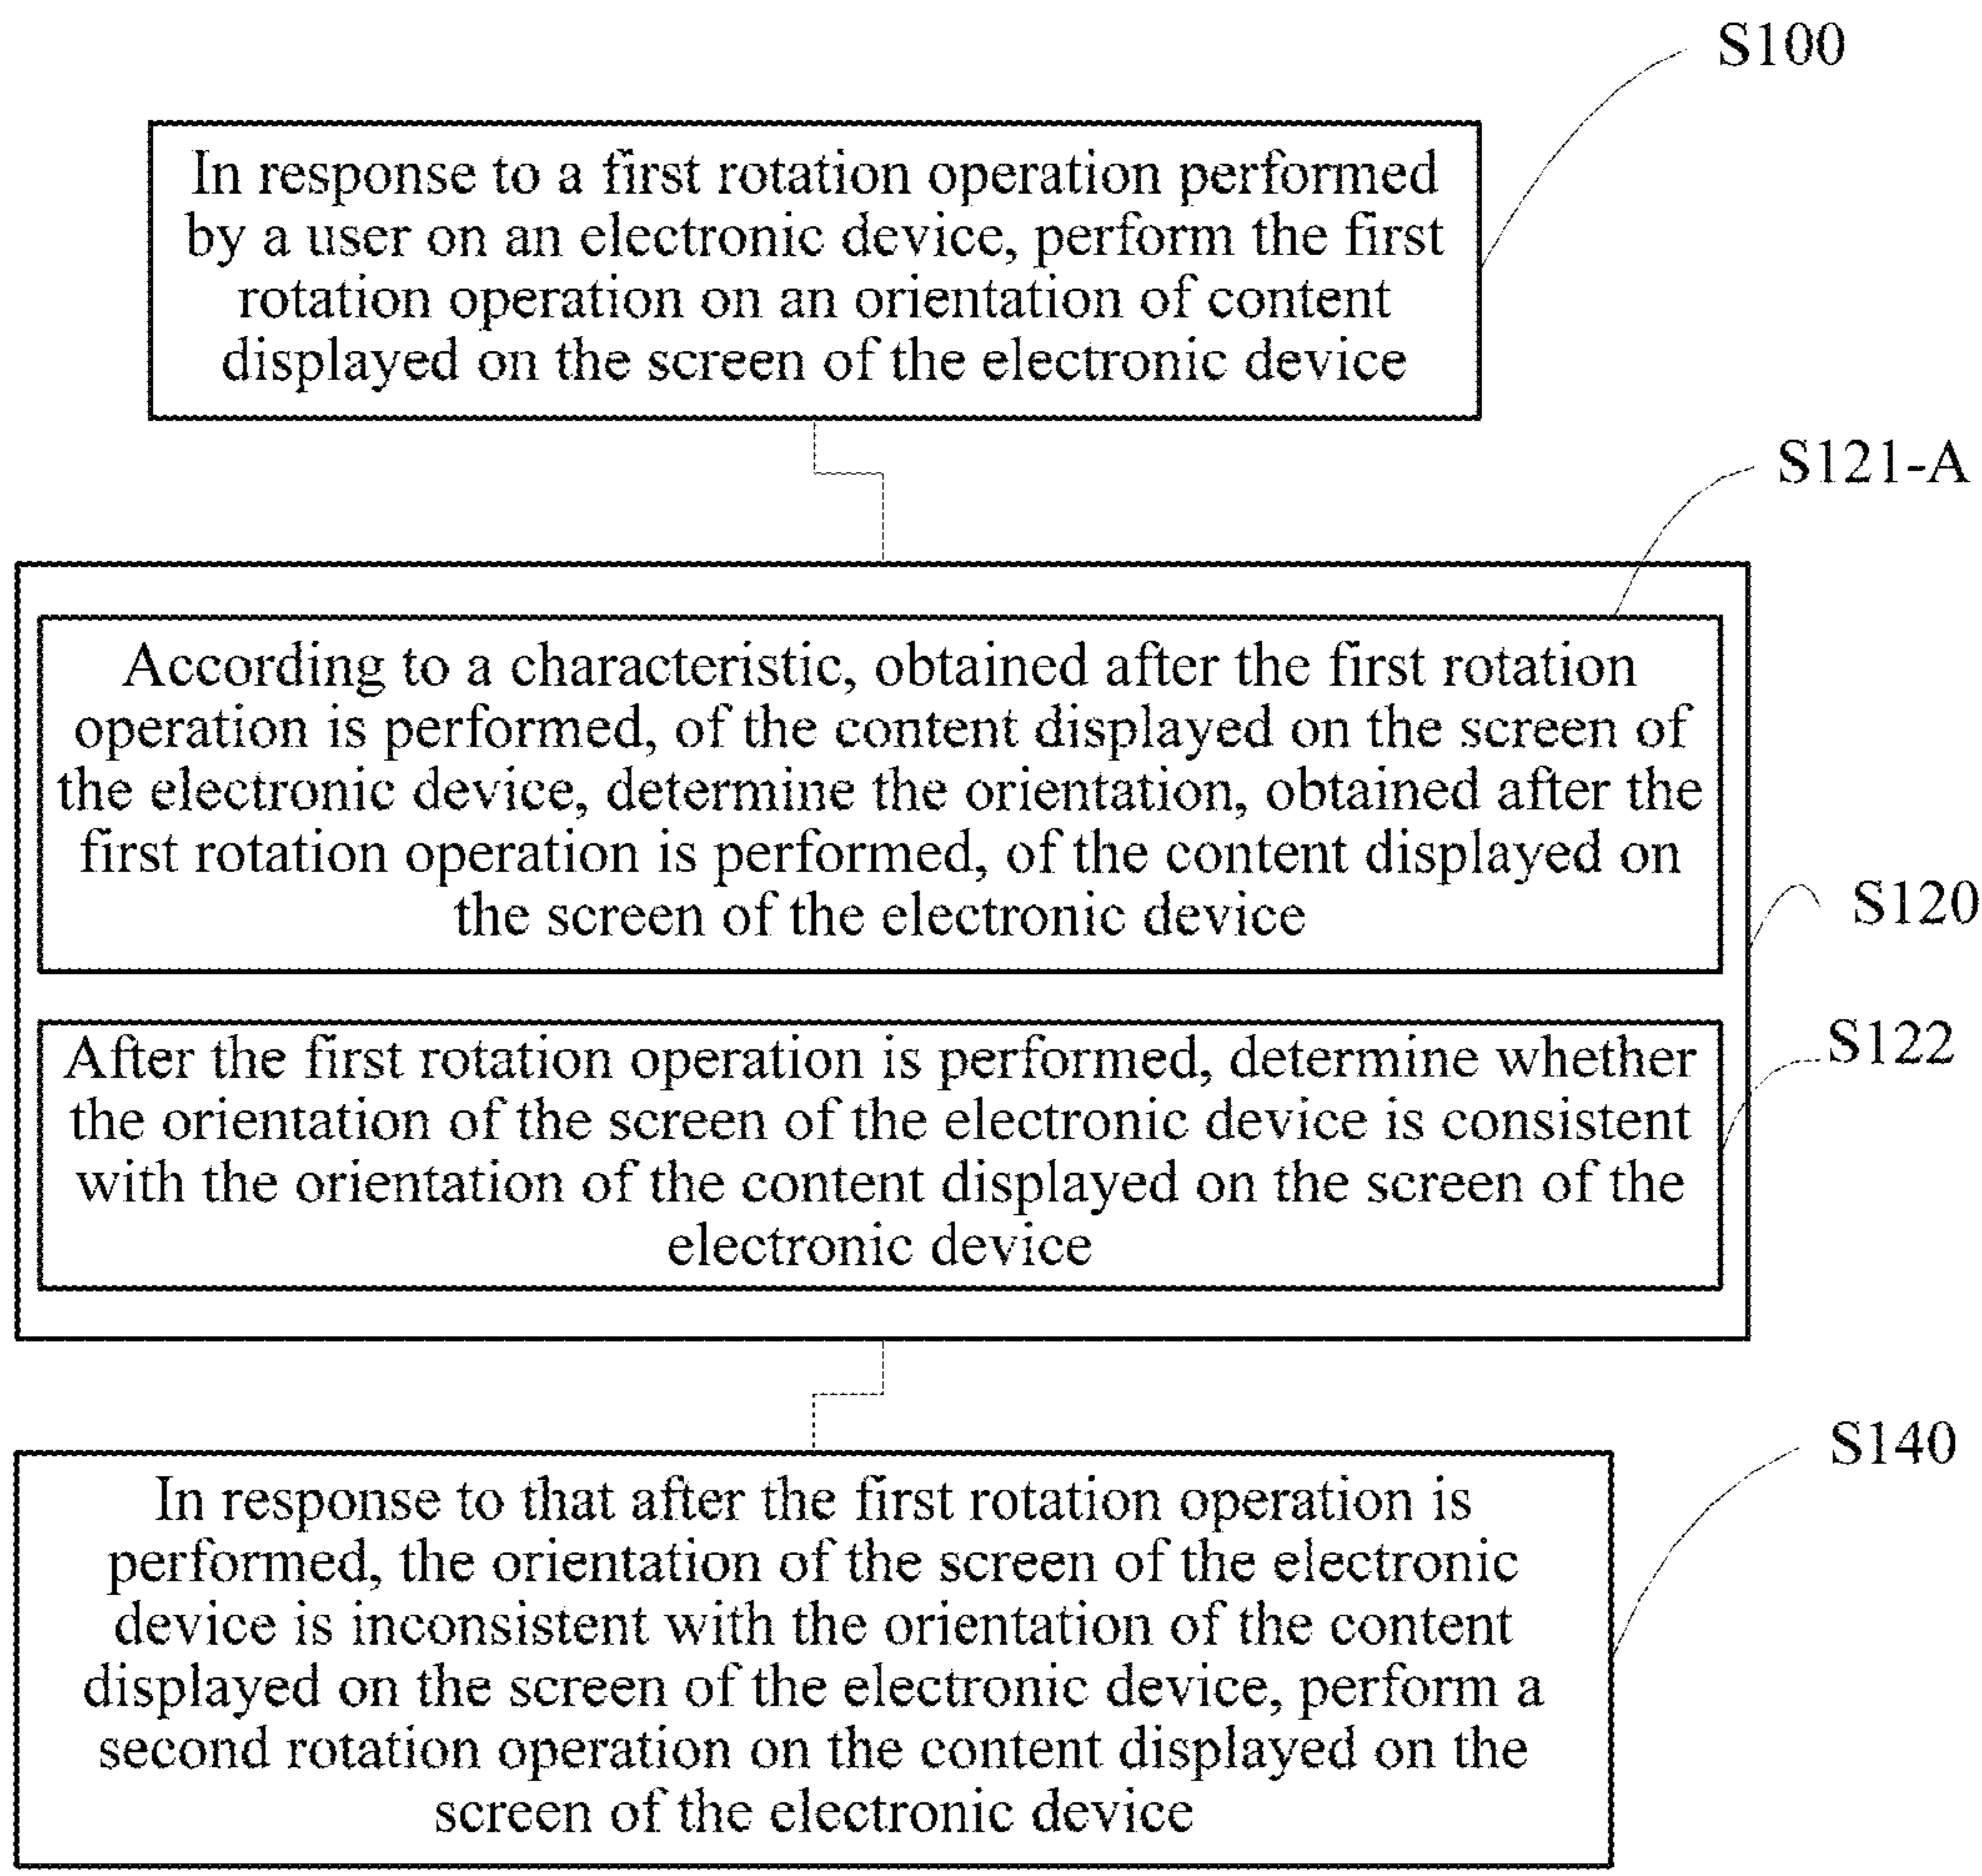 S100
In response to a first rotation operation performed
by a user on an electronic device, perform the first
rotation operation on an orientation of content
displayed on the screen of the electronic device
S121-A
According to a characteristic, obtained after the first rotation
operation is performed, of the content displayed on the screen of
the electronic device, determine the orientation, obtained after the
first rotation operation is performed, of the content displayed on
the screen of the electronic device
S120
After the first rotation operation is performed, determine whether
the orientation of the screen of the electronic device is consistent
with the orientation of the content displayed on the screen of the
electronic device
S122
S140
In response to that after the first rotation operation is
performed, the orientation of the screen of the electronic
device is inconsistent with the orientation of the content
displayed on the screen of the electronic device, perform a
second rotation operation on the content displayed on the
screen of the electronic device